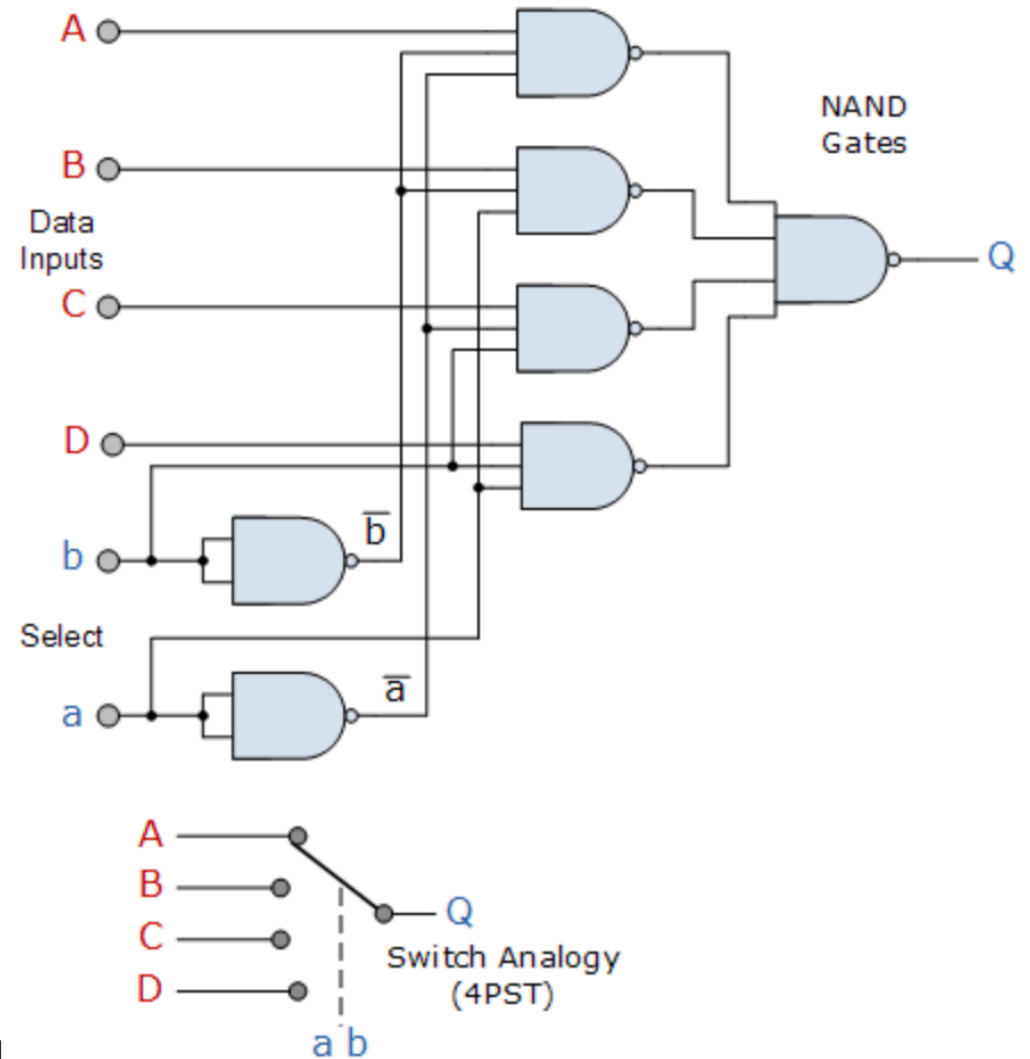 A
NAND
Gates
B
Data
Inputs
Q
C
D
b̅
b
Select
a̅
a
A
B
Q
C
Switch Analogy
D
(4PST)
a b